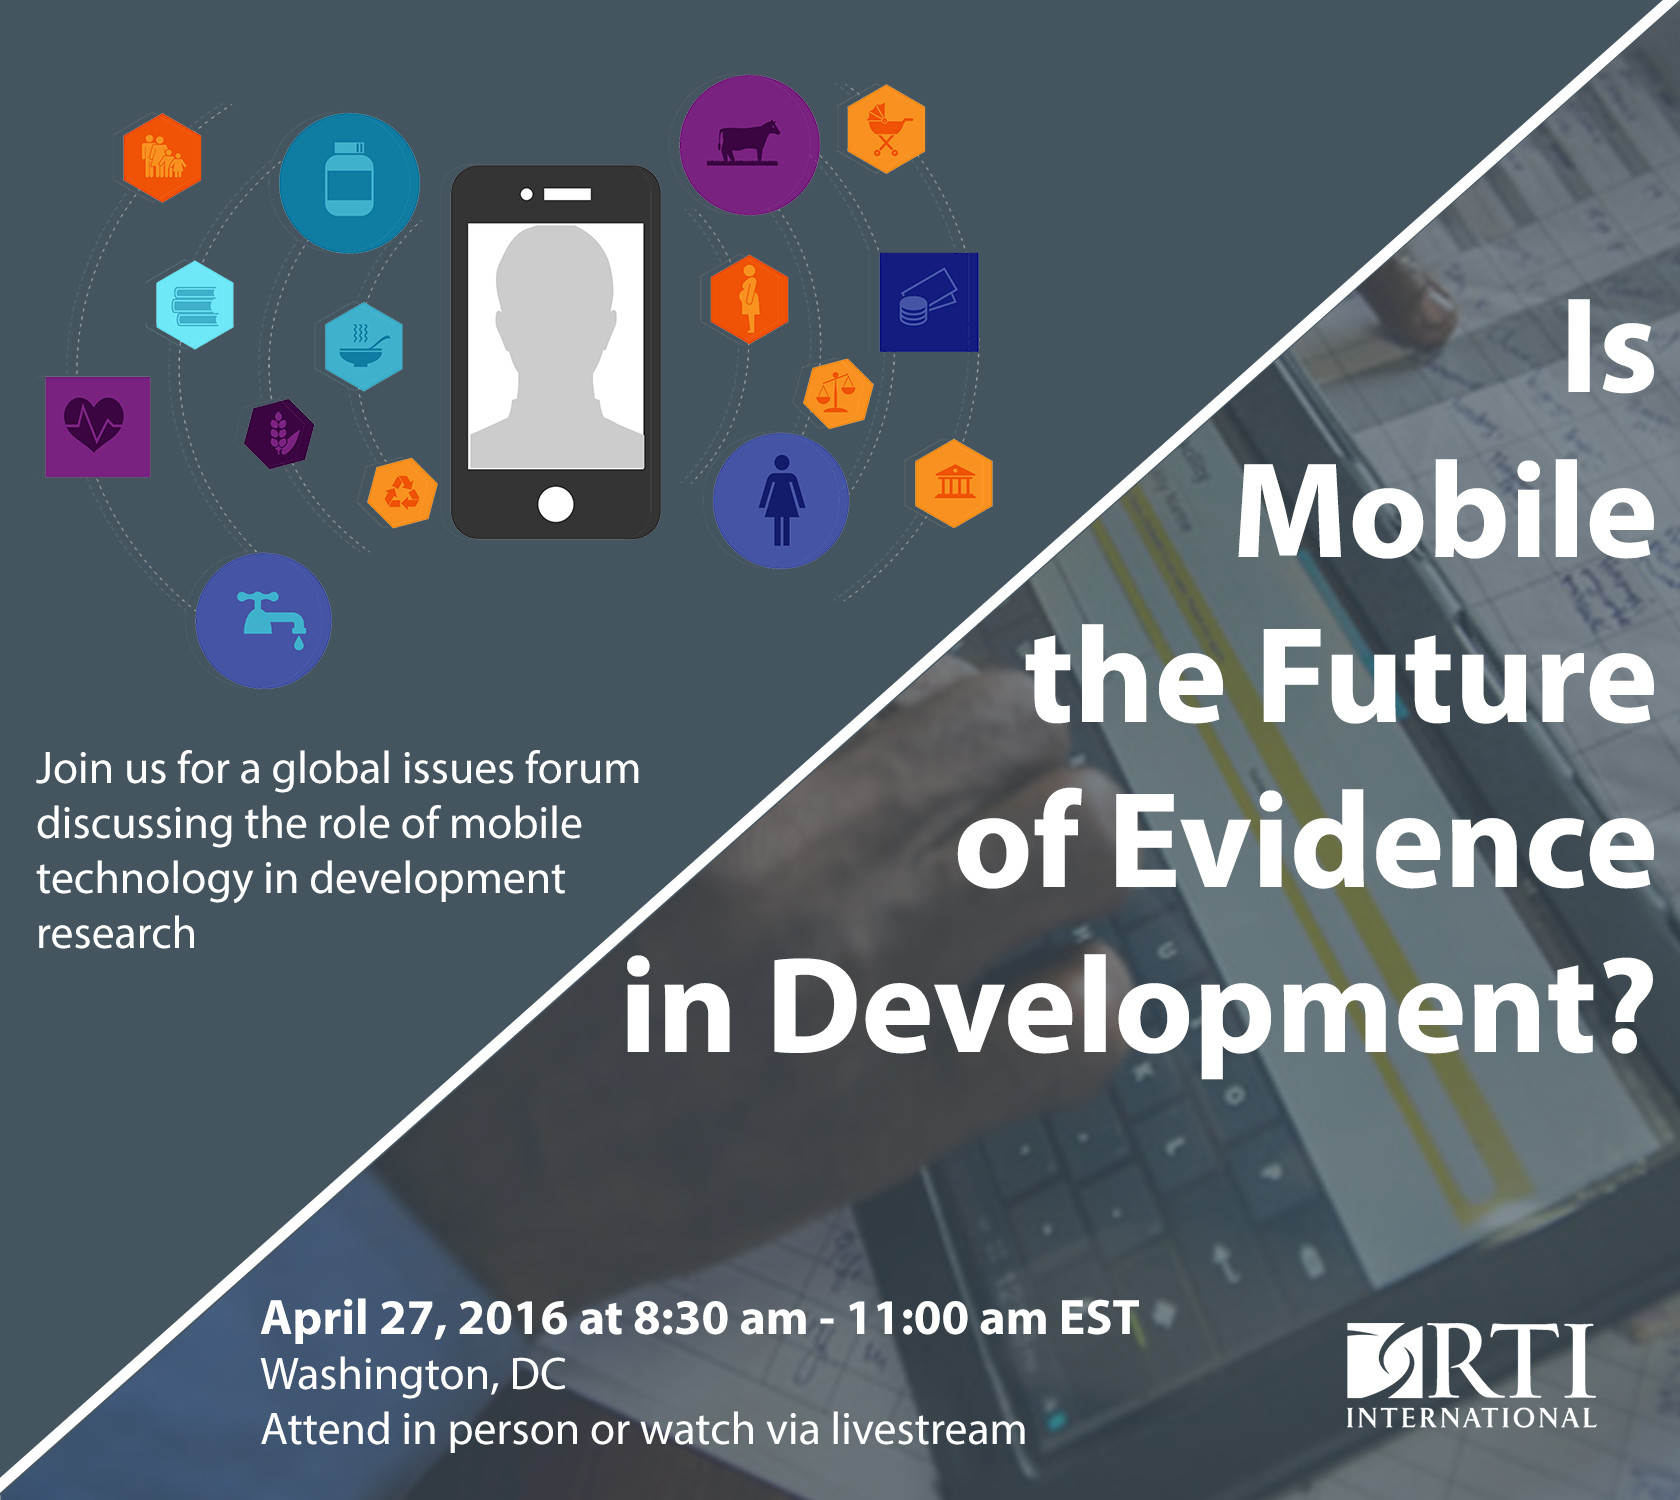 Is
Mobile
the Future
of Evidence
in Development?
Join us for a global issues forum
discussing the role of mobile
technology in development
research
April 27, 2016 at 8:30 am - 11:00 am EST
Washington, DC
Attend in person or watch via livestream
RTI
INTERNATIONAL